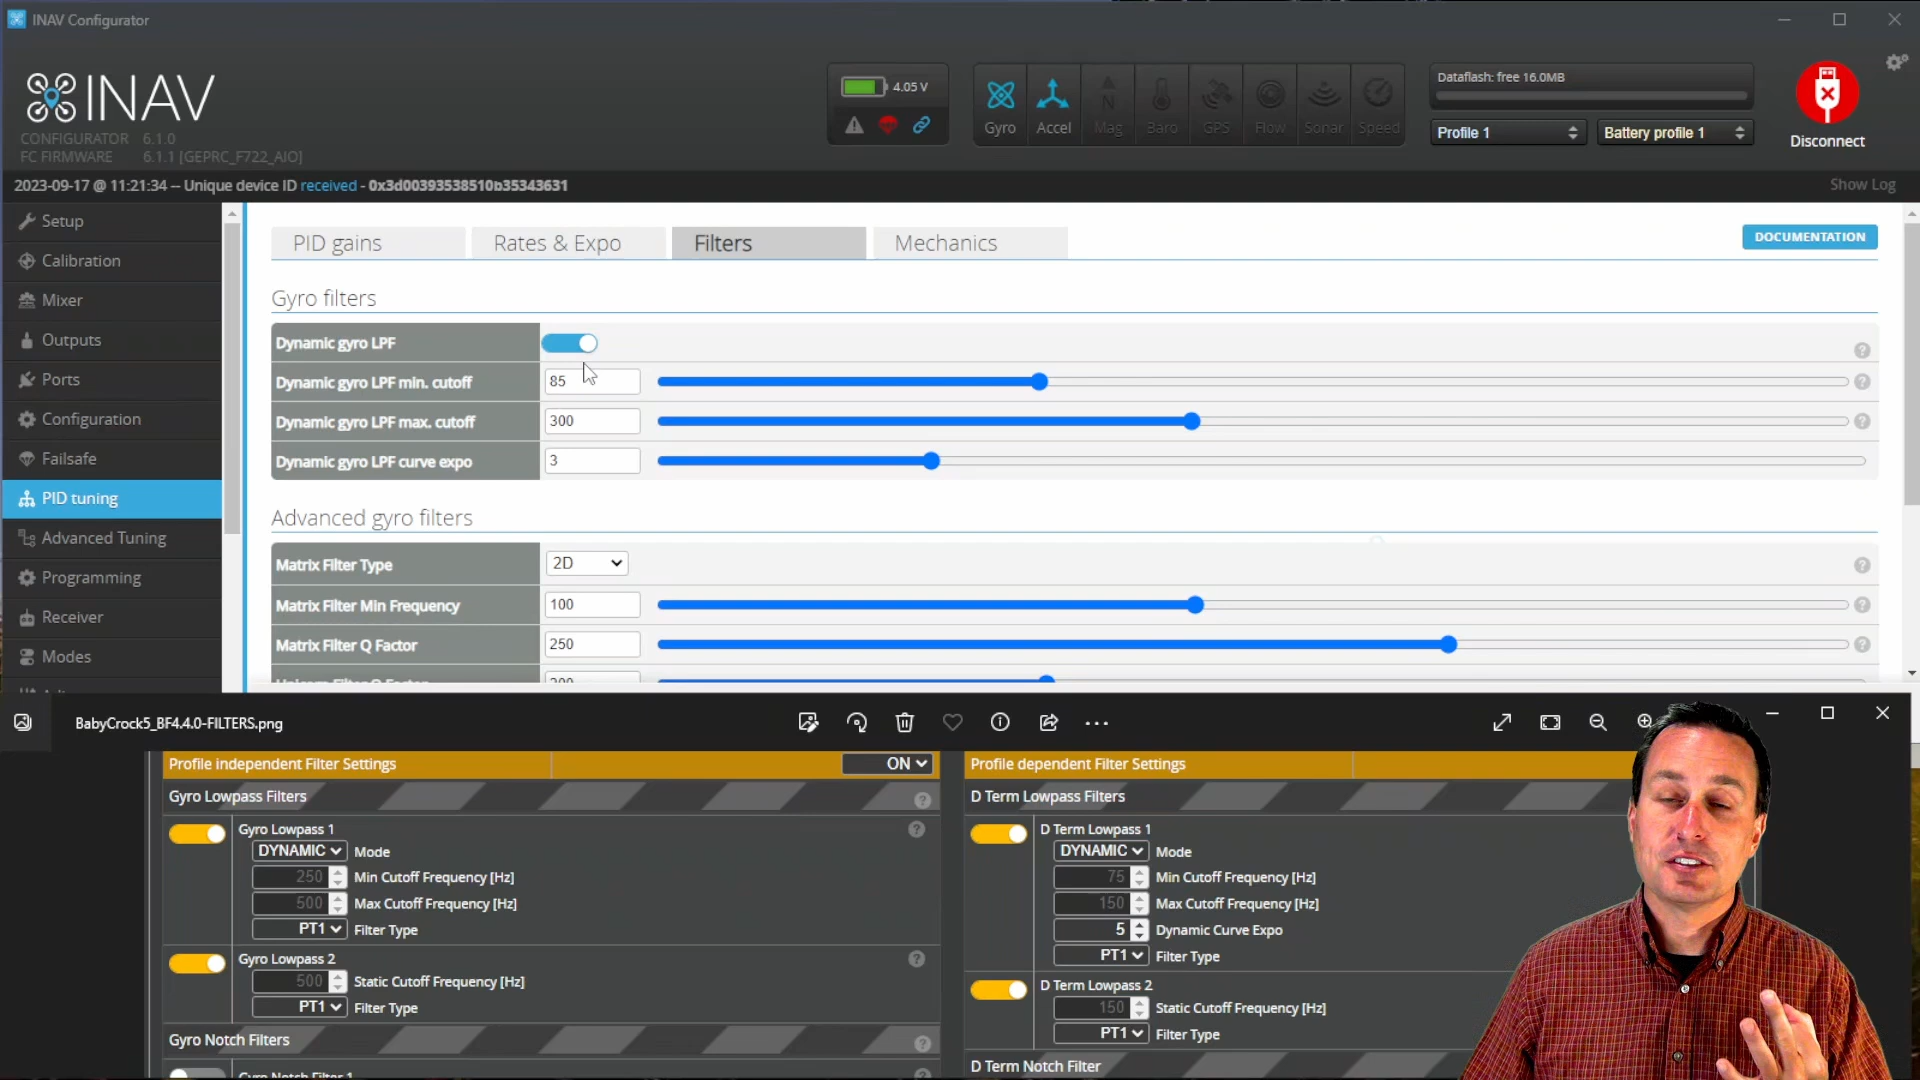 INAV Configurator
INAV
CONFIGURATOR 6.1.0
FC FIRMWARE 6.1.1 [GEPRC_F722_AIO]
4.05 V
Gyro
Accel
Mag
Baro
GPS
Flow
Sonar
Speed
Dataflash: free 16.0MB
Profile 1
Battery profile 1
Disconnect
2023-09-17 @ 11:21:34 -- Unique device ID received - 0x3d00393538510b35343631
Show Log
Setup
Calibration
Mixer
Outputs
Ports
Configuration
Failsafe
PID tuning
Advanced Tuning
Programming
Receiver
Modes
PID gains
Rates & Expo
Filters
Mechanics
DOCUMENTATION
Gyro filters
Dynamic gyro LPF
Dynamic gyro LPF min. cutoff
85
Dynamic gyro LPF max. cutoff
300
Dynamic gyro LPF curve expo
3
Advanced gyro filters
Matrix Filter Type
2D
Matrix Filter Min Frequency
100
Matrix Filter Q Factor
250
BabyCrock5_BF4.4.0-FILTERS.png
Profile independent Filter Settings
ON
Gyro Lowpass Filters
Gyro Lowpass 1
DYNAMIC Mode
250 Min Cutoff Frequency [Hz]
500 Max Cutoff Frequency [Hz]
PT1 Filter Type
Gyro Lowpass 2
500 Static Cutoff Frequency [Hz]
PT1 Filter Type
Gyro Notch Filters
Gyro Notch Filter 1
Profile dependent Filter Settings
D Term Lowpass Filters
D Term Lowpass 1
DYNAMIC Mode
75 Min Cutoff Frequency [Hz]
150 Max Cutoff Frequency [Hz]
5 Dynamic Curve Expo
PT1 Filter Type
D Term Lowpass 2
150 Static Cutoff Frequency [Hz]
PT1 Filter Type
D Term Notch Filter